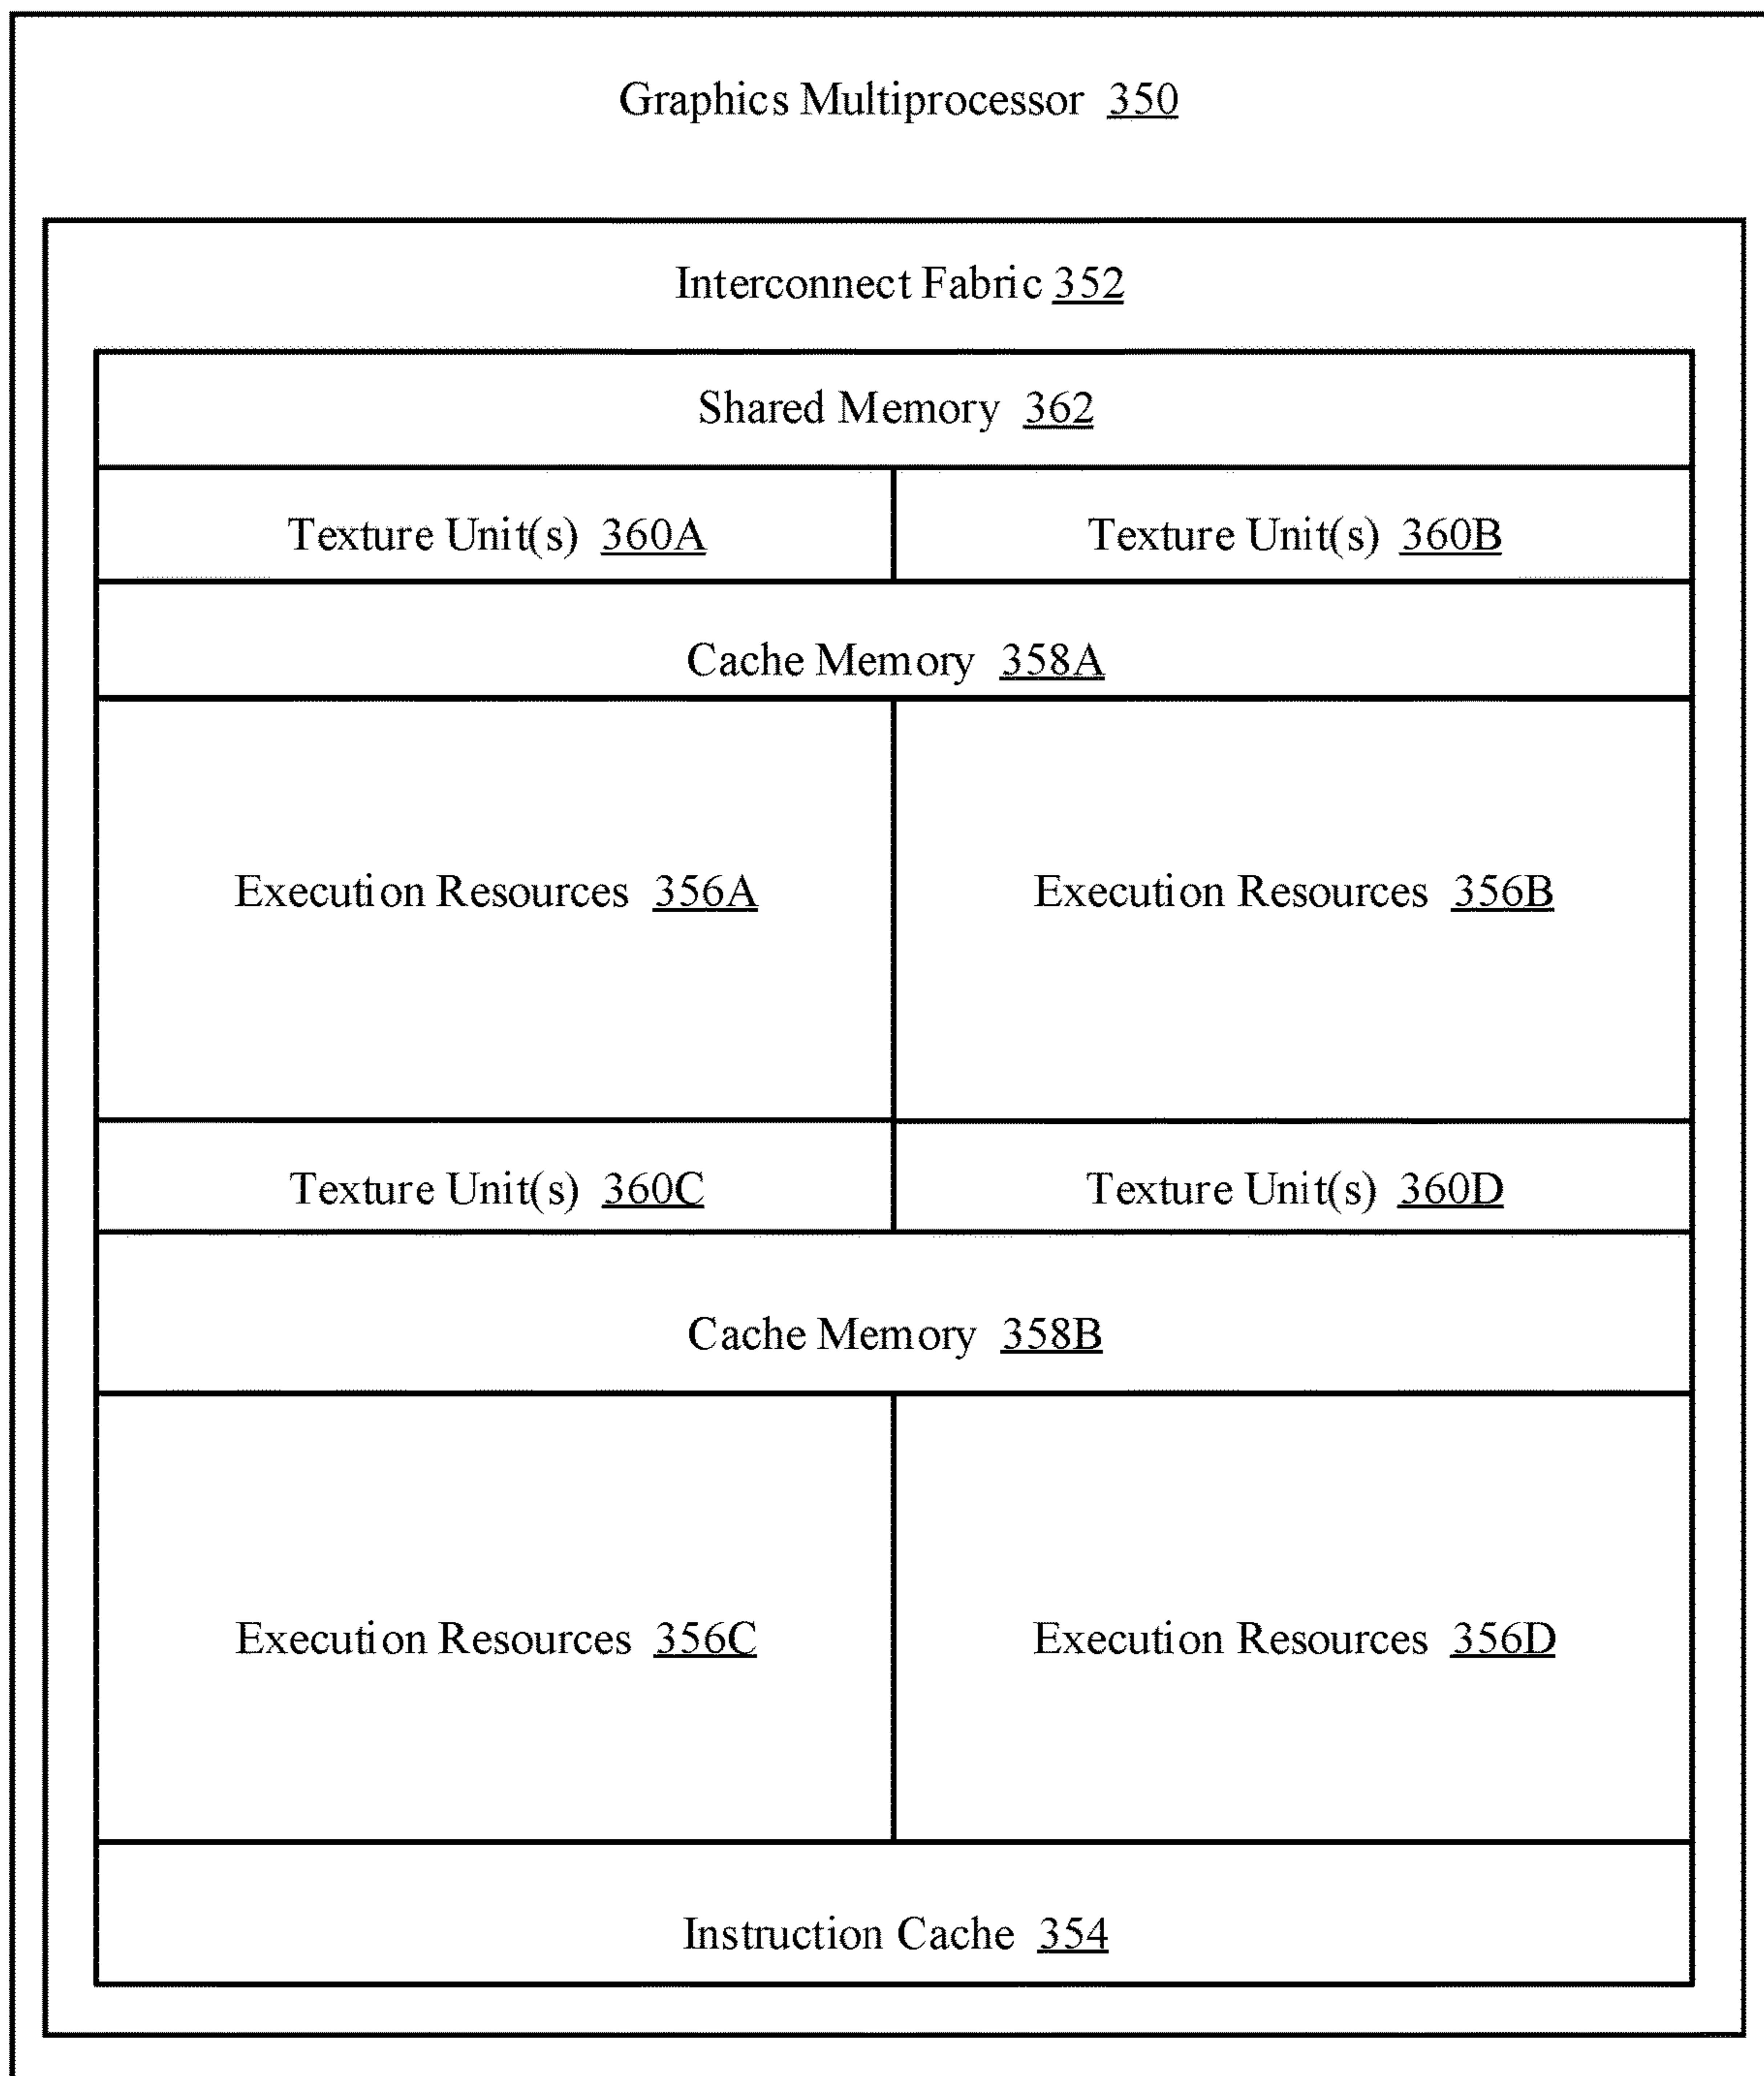 Graphics Multiprocessor 350
Interconnect Fabric 352
Shared Memory 362
Texture Unit(s) 360A
Texture Unit(s) 360B
Cache Memory 358A
Execution Resources 356A
Execution Resources 356B
Texture Unit(s) 360C
Texture Unit(s) 360D
Cache Memory 358B
Execution Resources 356C
Execution Resources 356D
Instruction Cache 354